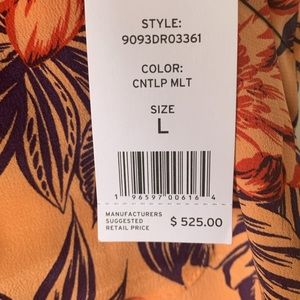 STYLE:
9093DR03361
COLOR:
CNTLP MLT
SIZE
L
1 96597 00616 4
MANUFACTURERS
SUGGESTED
RETAIL PRICE
$ 525.00